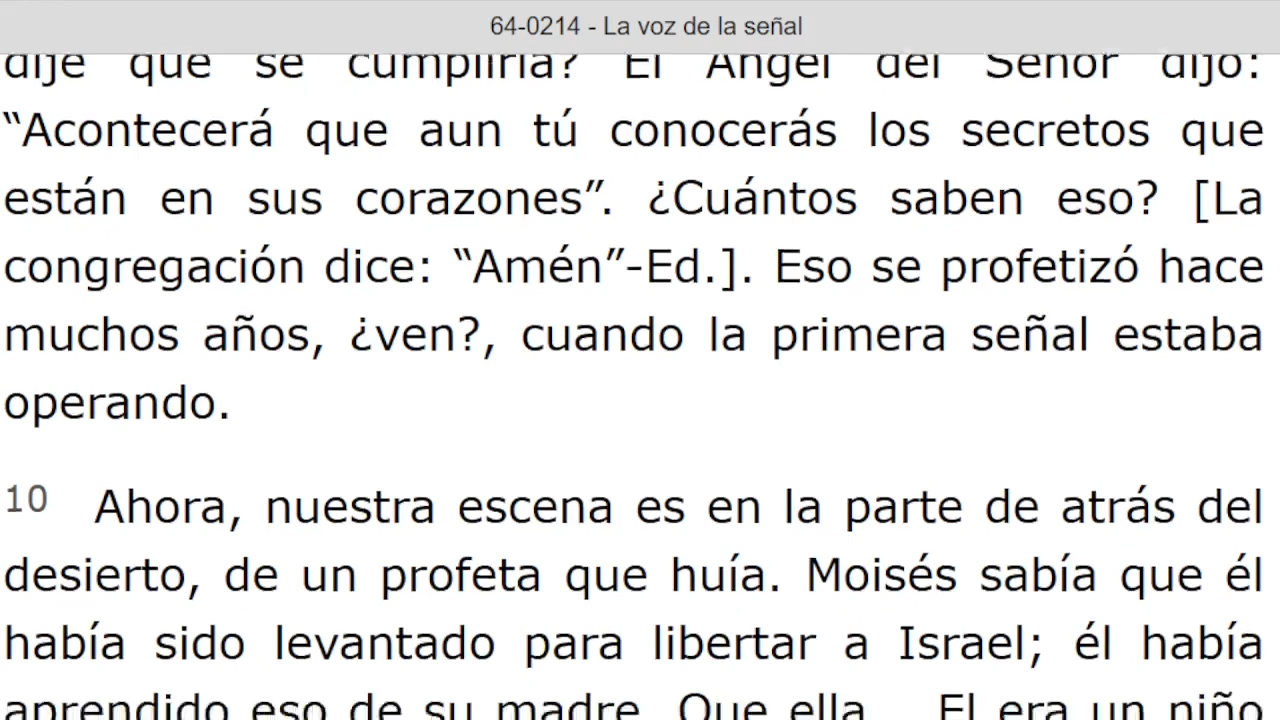 64-0214 - La voz de la señal
dije que se cumpliría? El Ángel del Señor dijo:
“Acontecerá que aun tú conocerás los secretos que
están en sus corazones”. ¿Cuántos saben eso? [La
congregación dice: “Amén”-Ed.]. Eso se profetizó hace
muchos años, ¿ven?, cuando la primera señal estaba
operando.
10 Ahora, nuestra escena es en la parte de atrás del
desierto, de un profeta que huía. Moisés sabía que él
había sido levantado para libertar a Israel; él había
aprendido eso de su madre. Que ella... El era un niño